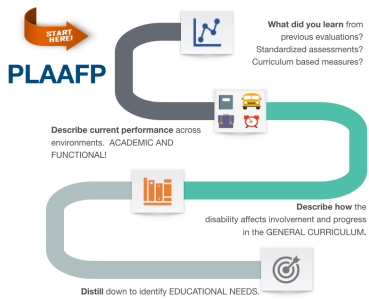 START
HERE!
PLAAFP
What did you learn from
previous evaluations?
Standardized assessments?
Curriculum based measures?
Describe current performance across
environments. ACADEMIC AND
FUNCTIONAL!
Describe how the
disability affects involvement and progress
in the GENERAL CURRICULUM.
Distill down to identify EDUCATIONAL NEEDS.